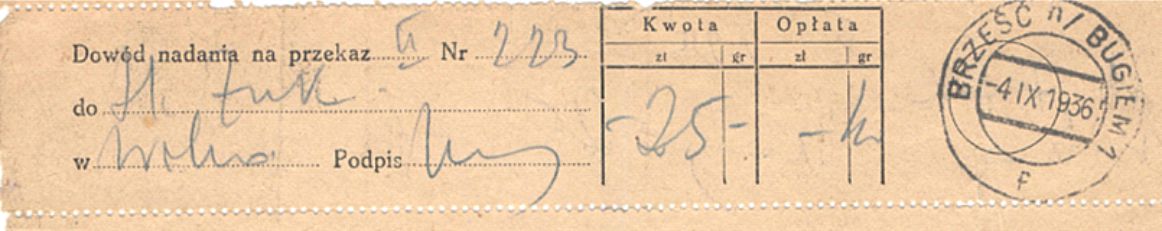 Dowód nadania na przekaz II Nr 223
do
w Podpis
Kwota Opłata
zł gr zł gr
-25-
BRZEŚĆ n/ BUGIEM 1
-4 IX 1936